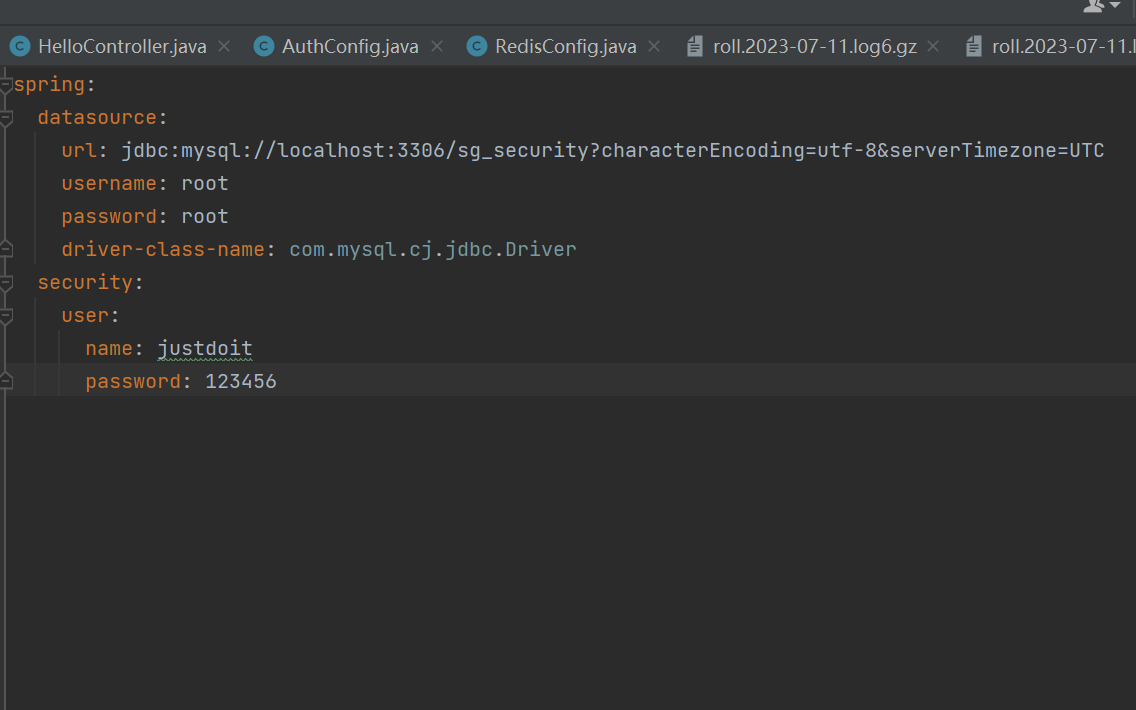 HelloController.java AuthConfig.java RedisConfig.java roll.2023-07-11.log6.gz roll.2023-07-11.l
spring:
  datasource:
    url: jdbc:mysql://localhost:3306/sg_security?characterEncoding=utf-8&serverTimezone=UTC
    username: root
    password: root
    driver-class-name: com.mysql.cj.jdbc.Driver
  security:
    user:
      name: justdoit
      password: 123456